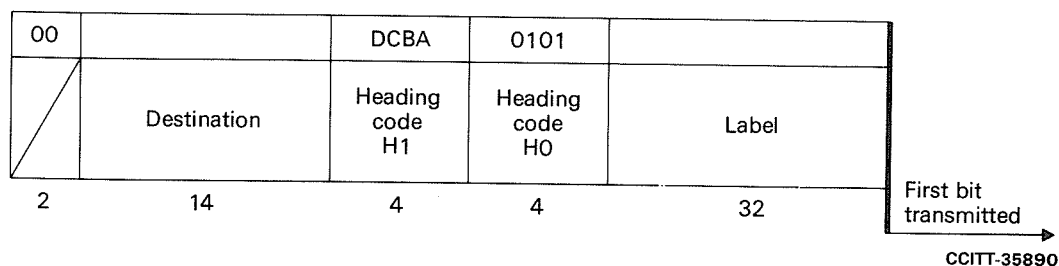 00 DCBA 0101
Destination Heading code H1 Heading code H0 Label
2 14 4 4 32
First bit transmitted
CCITT-35890